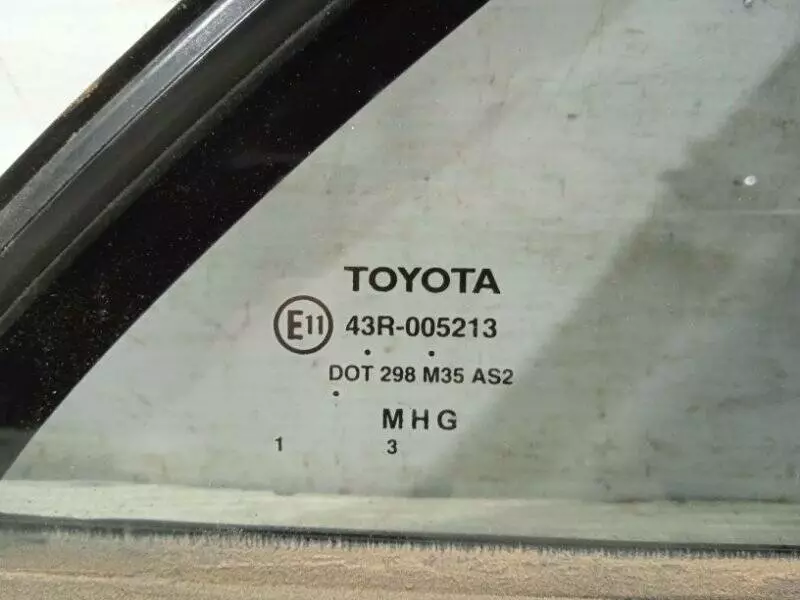 TOYOTA
E11 43R-005213
DOT 298 M35 AS2
MHG
1 3